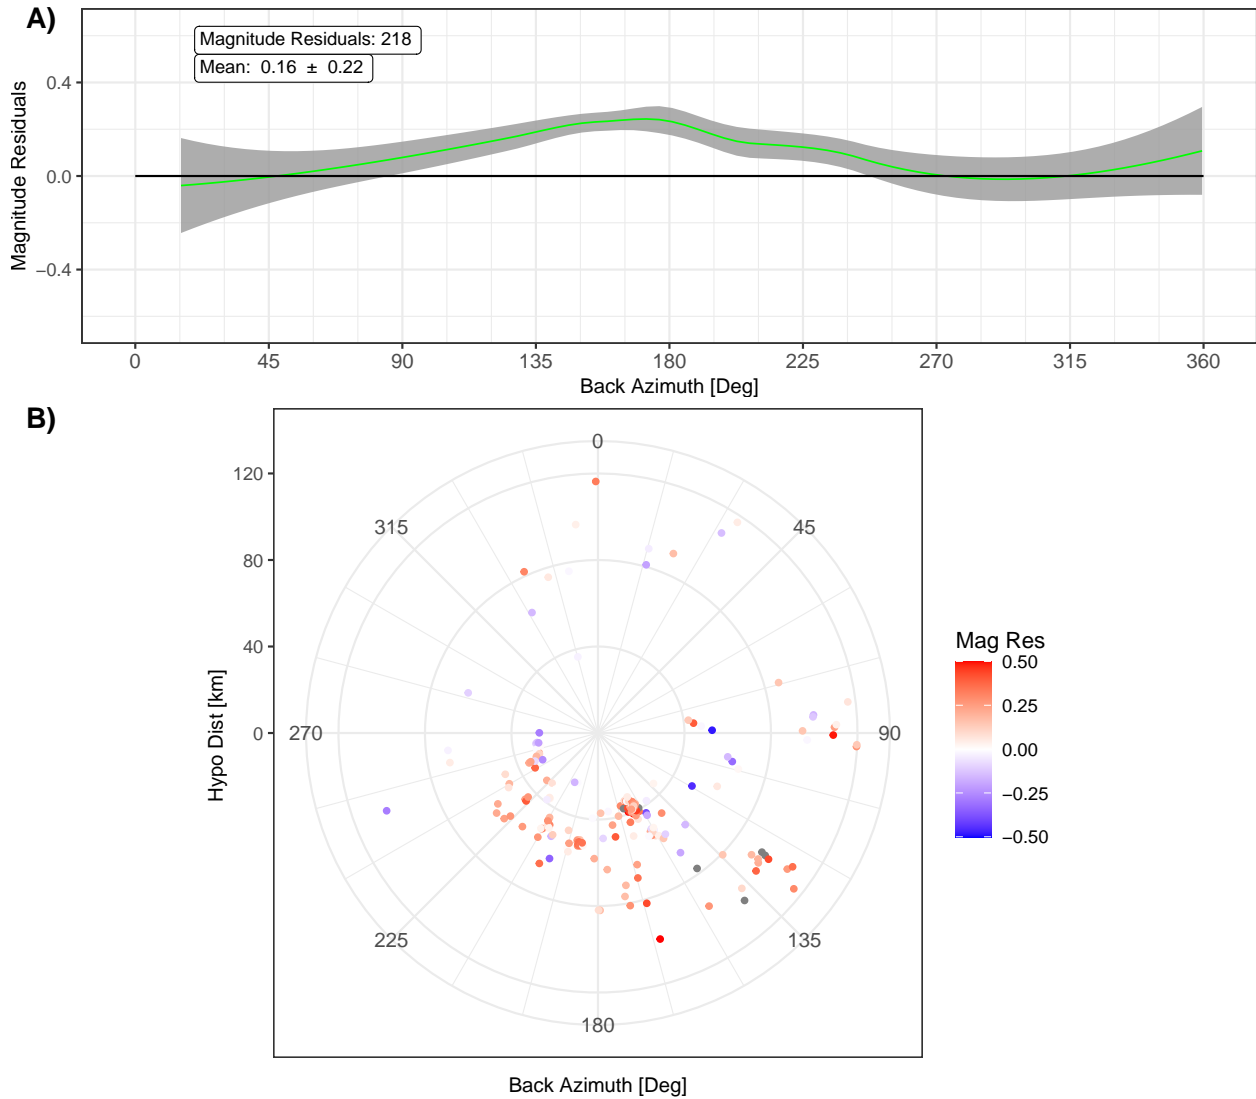 A)
Magnitude Residuals: 218
Mean:  0.16  ±  0.22
Magnitude Residuals
0.4
0.0
−0.4
0 45 90 135 180 225 270 315 360
Back Azimuth [Deg]
B)
Hypo Dist [km]
120
80
40
0
0
45
90
135
180
225
270
315
Back Azimuth [Deg]
Mag Res
0.50
0.25
0.00
−0.25
−0.50